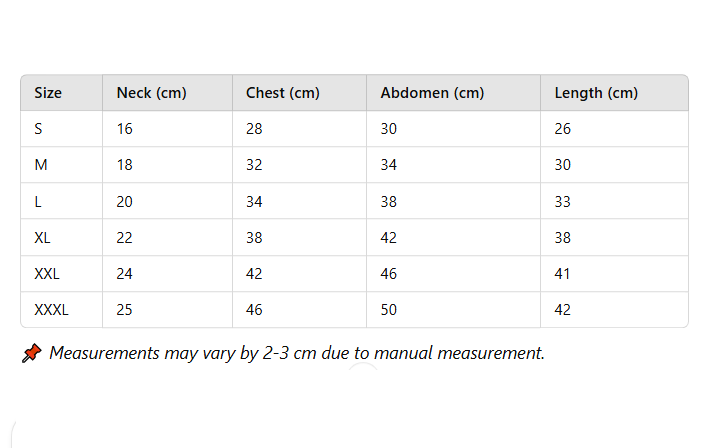 Size Neck (cm) Chest (cm) Abdomen (cm) Length (cm)
S 16 28 30 26
M 18 32 34 30
L 20 34 38 33
XL 22 38 42 38
XXL 24 42 46 41
XXXL 25 46 50 42
📌 Measurements may vary by 2-3 cm due to manual measurement.